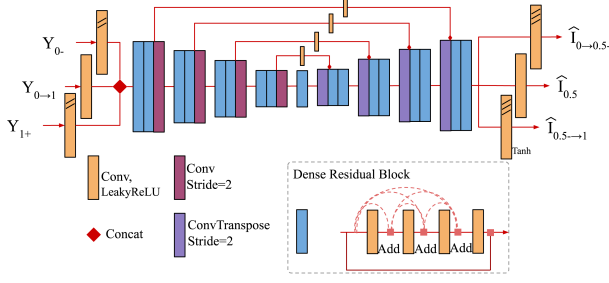 Y0-
Y0→1
Y1+
Î0→0.5-
Î0.5
Î0.5-→1
Tanh
Conv,
LeakyReLU
Conv
Stride=2
Concat
ConvTranspose
Stride=2
Dense Residual Block
Add Add Add